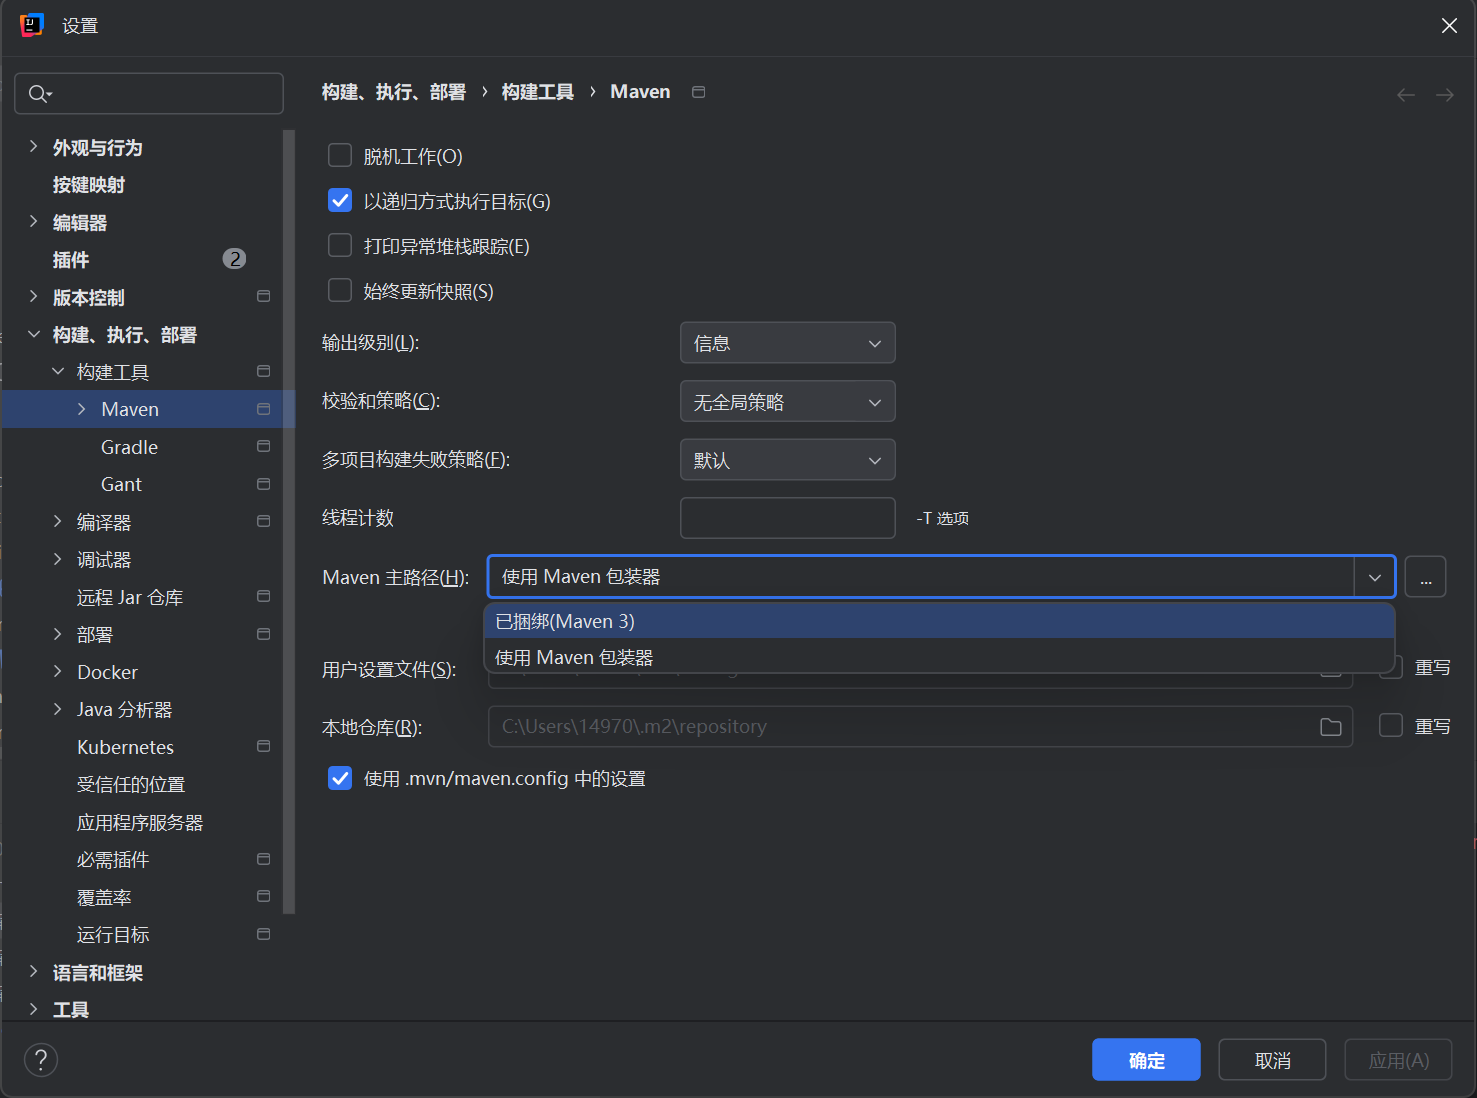 设置
构建、执行、部署 › 构建工具 › Maven
外观与行为
按键映射
编辑器
插件 2
版本控制
构建、执行、部署
构建工具
Maven
Gradle
Gant
编译器
调试器
远程 Jar 仓库
部署
Docker
Java 分析器
Kubernetes
受信任的位置
应用程序服务器
必需插件
覆盖率
运行目标
语言和框架
工具
脱机工作(O)
以递归方式执行目标(G)
打印异常堆栈跟踪(E)
始终更新快照(S)
输出级别(L): 信息
校验和策略(C): 无全局策略
多项目构建失败策略(F): 默认
线程计数 -T 选项
Maven 主路径(H): 使用 Maven 包装器 ...
已捆绑(Maven 3)
使用 Maven 包装器
用户设置文件(S): 重写
本地仓库(R): C:\Users\14970\.m2\repository 重写
使用 .mvn/maven.config 中的设置
? 确定 取消 应用(A)